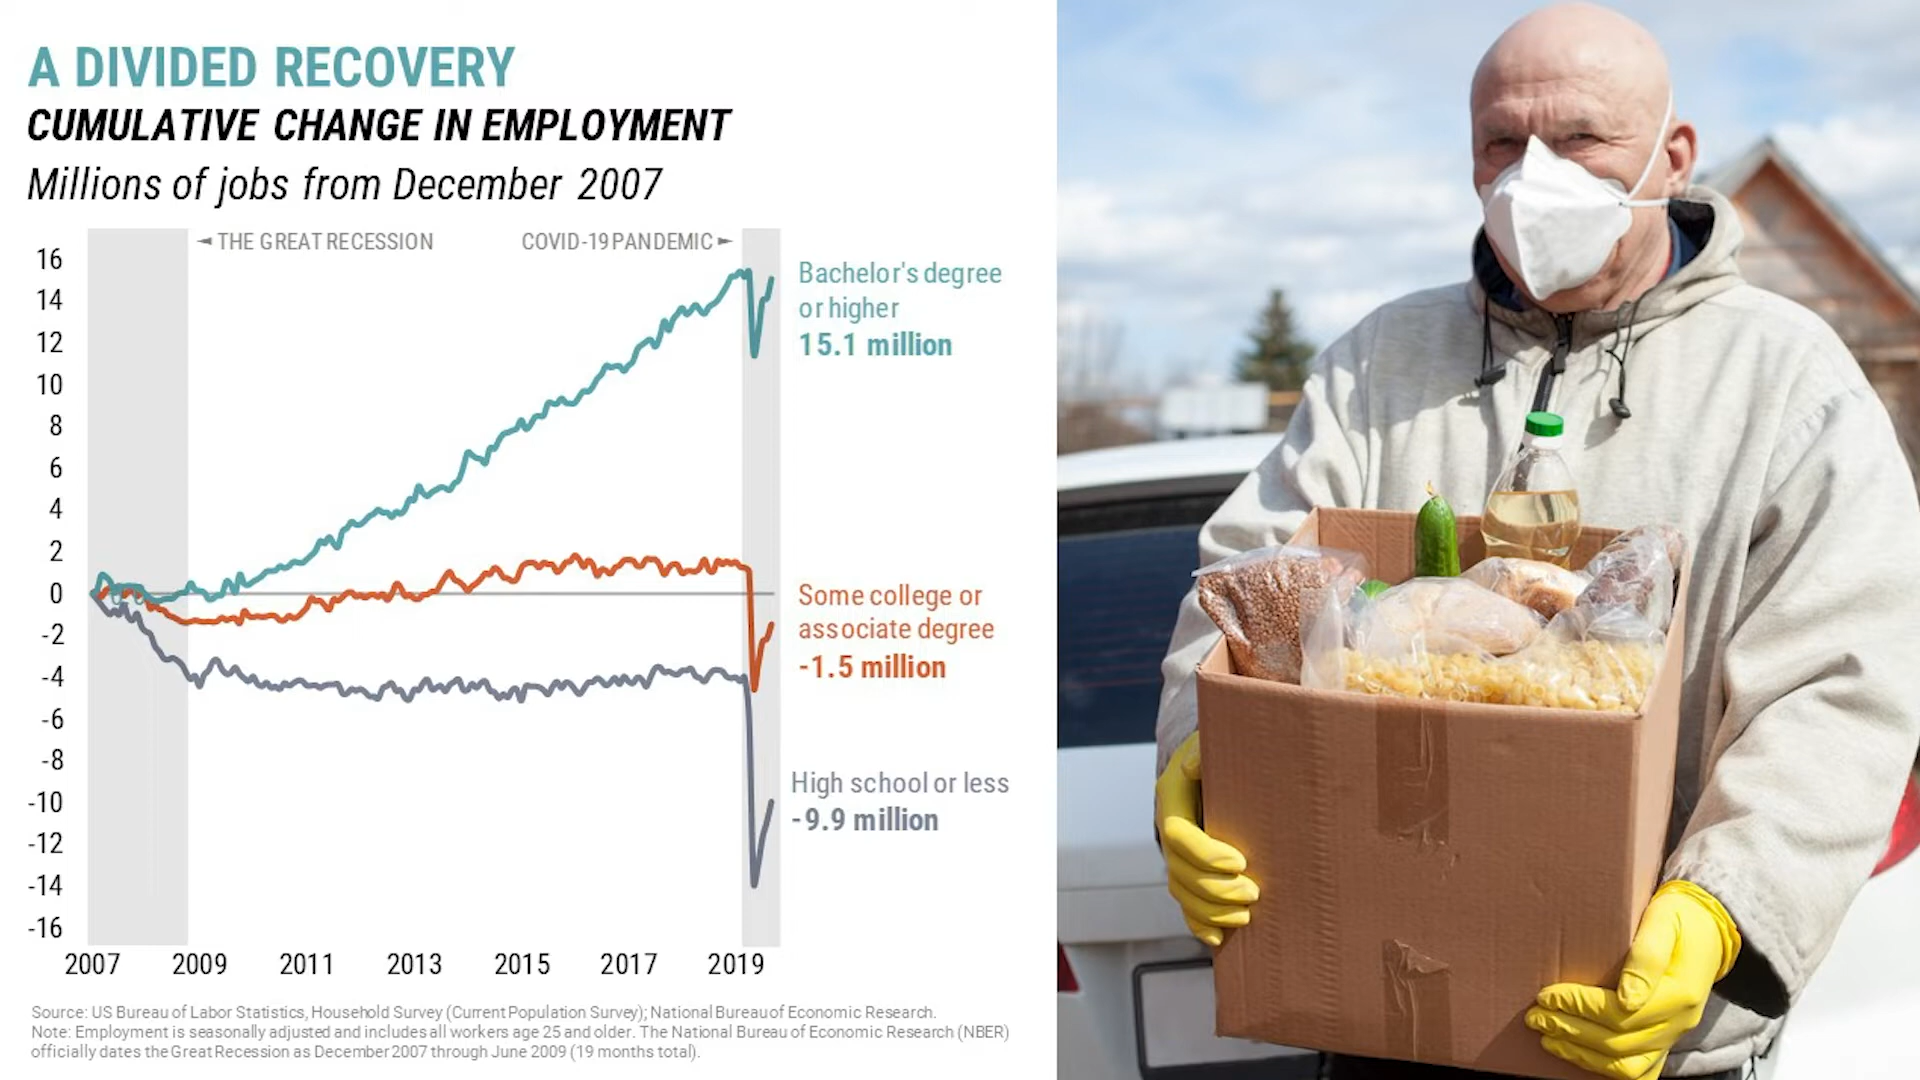 A DIVIDED RECOVERY
CUMULATIVE CHANGE IN EMPLOYMENT
Millions of jobs from December 2007
◄ THE GREAT RECESSION
COVID-19 PANDEMIC ►
16
14
12
10
8
6
4
2
0
-2
-4
-6
-8
-10
-12
-14
-16
Bachelor's degree
or higher
15.1 million
Some college or
associate degree
-1.5 million
High school or less
-9.9 million
2007 2009 2011 2013 2015 2017 2019
Source: US Bureau of Labor Statistics, Household Survey (Current Population Survey); National Bureau of Economic Research.
Note: Employment is seasonally adjusted and includes all workers age 25 and older. The National Bureau of Economic Research (NBER)
officially dates the Great Recession as December 2007 through June 2009 (19 months total).